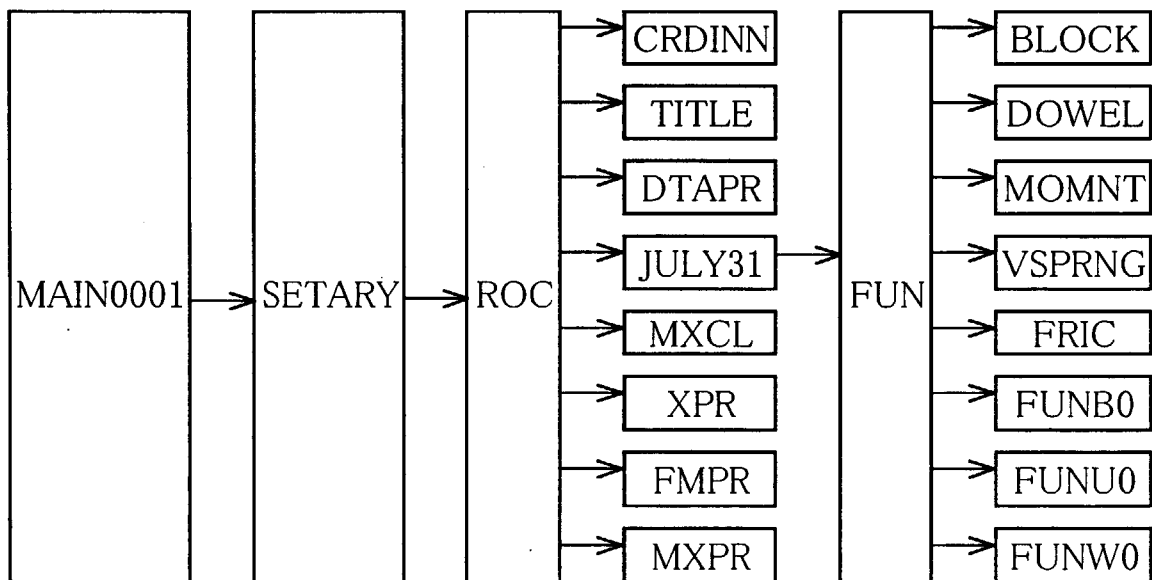 MAIN0001
SETARY
ROC
CRDINN
TITLE
DTAPR
JULY31
MXCL
XPR
FMPR
MXPR
FUN
BLOCK
DOWEL
MOMNT
VSPRNG
FRIC
FUNB0
FUNU0
FUNW0